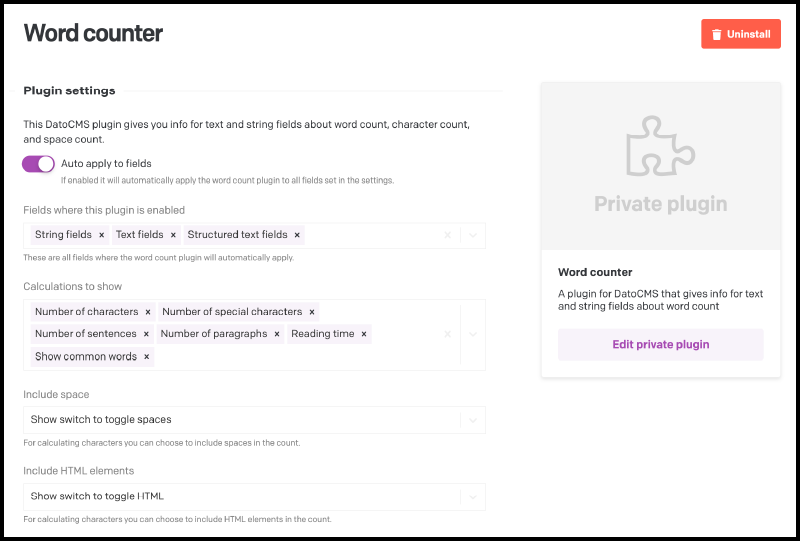 Word counter
Uninstall
Plugin settings
This DatoCMS plugin gives you info for text and string fields about word count, character count,
and space count.
Auto apply to fields
If enabled it will automatically apply the word count plugin to all fields set in the settings.
Fields where this plugin is enabled
String fields × Text fields × Structured text fields ×
These are all fields where the word count plugin will automatically apply.
Calculations to show
Number of characters × Number of special characters ×
Number of sentences × Number of paragraphs × Reading time ×
Show common words ×
Include space
Show switch to toggle spaces
For calculating characters you can choose to include spaces in the count.
Include HTML elements
Show switch to toggle HTML
For calculating characters you can choose to include HTML elements in the count.
Private plugin
Word counter
A plugin for DatoCMS that gives info for text
and string fields about word count
Edit private plugin